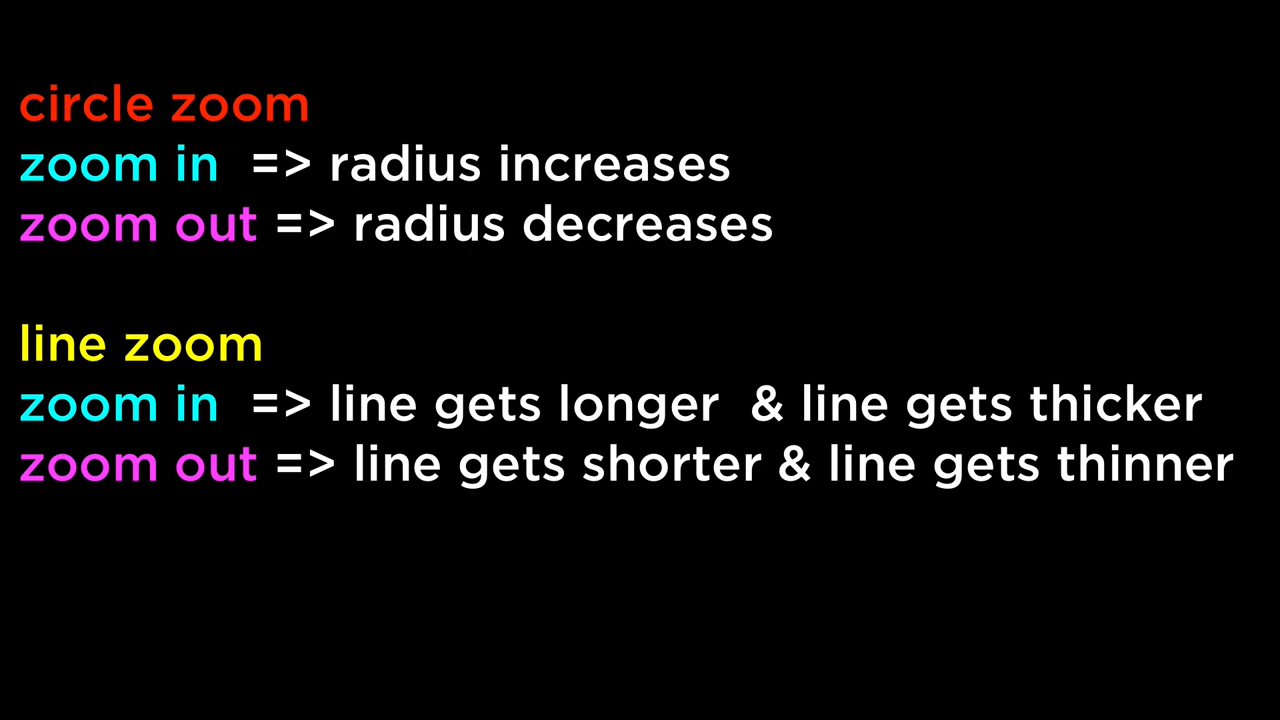 circle zoom
zoom in => radius increases
zoom out => radius decreases
line zoom
zoom in => line gets longer & line gets thicker
zoom out => line gets shorter & line gets thinner